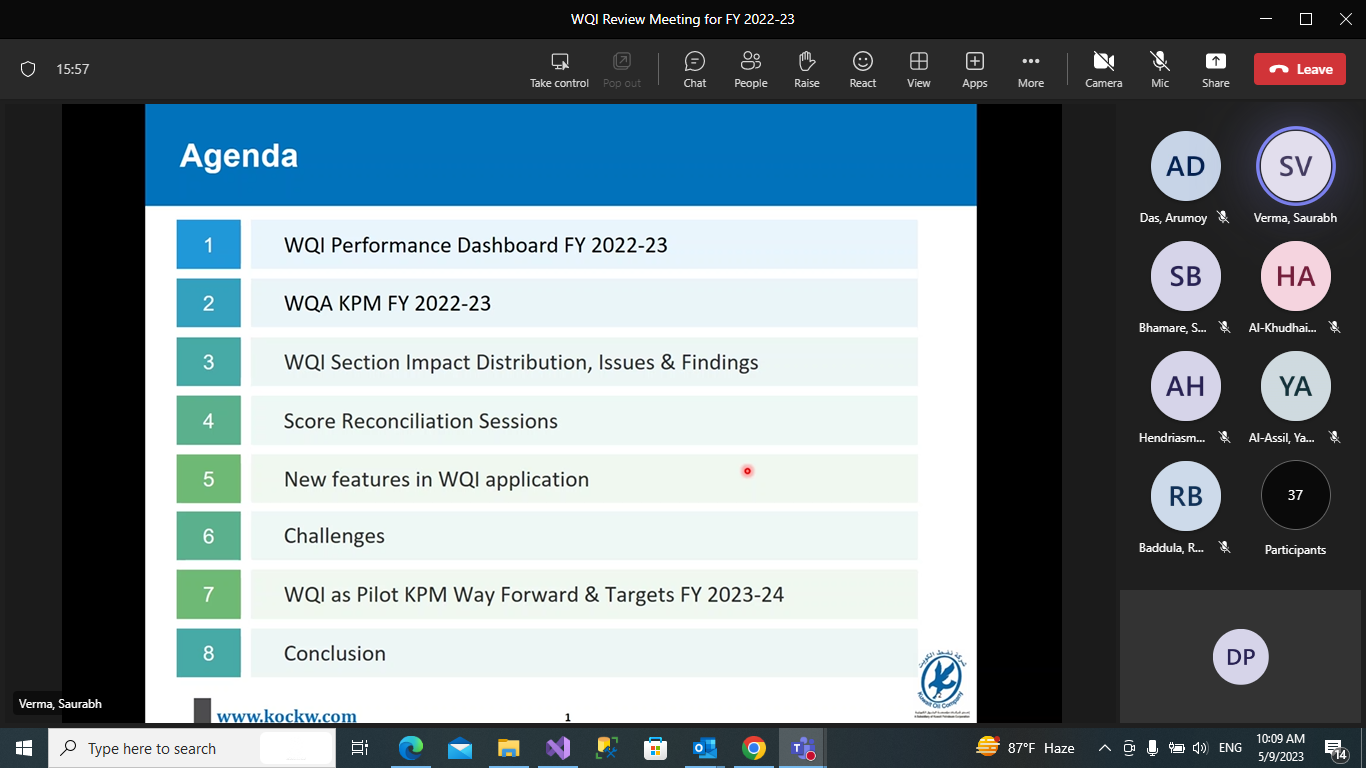 WQI Review Meeting for FY 2022-23
15:57
Take control
Pop out
Chat
People
Raise
React
View
Apps
More
Camera
Mic
Share
Leave
Agenda
1 WQI Performance Dashboard FY 2022-23
2 WQA KPM FY 2022-23
3 WQI Section Impact Distribution, Issues & Findings
4 Score Reconciliation Sessions
5 New features in WQI application
6 Challenges
7 WQI as Pilot KPM Way Forward & Targets FY 2023-24
8 Conclusion
شركة نفط الكويت
Kuwait Oil Company
www.kockw.com
1
Verma, Saurabh
AD
Das, Arumoy
SV
Verma, Saurabh
SB
Bhamare, S...
HA
Al-Khudhai...
AH
Hendriasm...
YA
Al-Assil, Ya...
RB
Baddula, R...
37
Participants
DP
Type here to search
87°F Haze
ENG
10:09 AM
5/9/2023
14